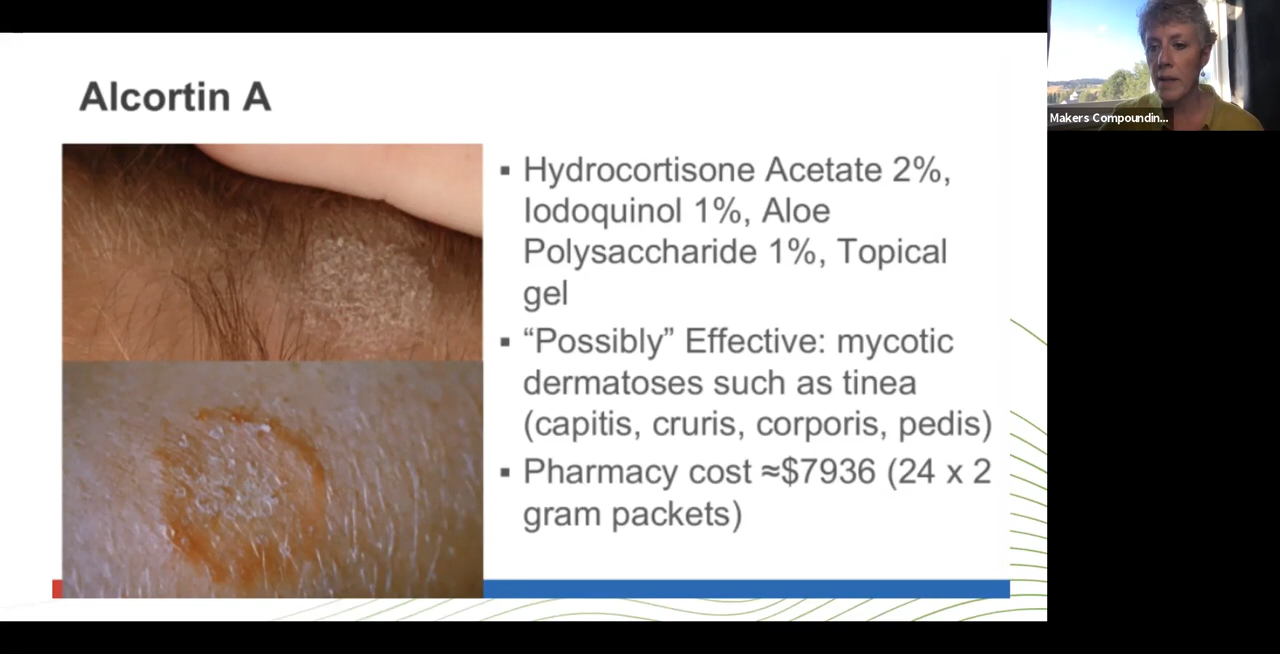 Alcortin A
▪ Hydrocortisone Acetate 2%,
Iodoquinol 1%, Aloe
Polysaccharide 1%, Topical
gel
▪ “Possibly” Effective: mycotic
dermatoses such as tinea
(capitis, cruris, corporis, pedis)
▪ Pharmacy cost ≈$7936 (24 x 2
gram packets)
Makers Compoundin...